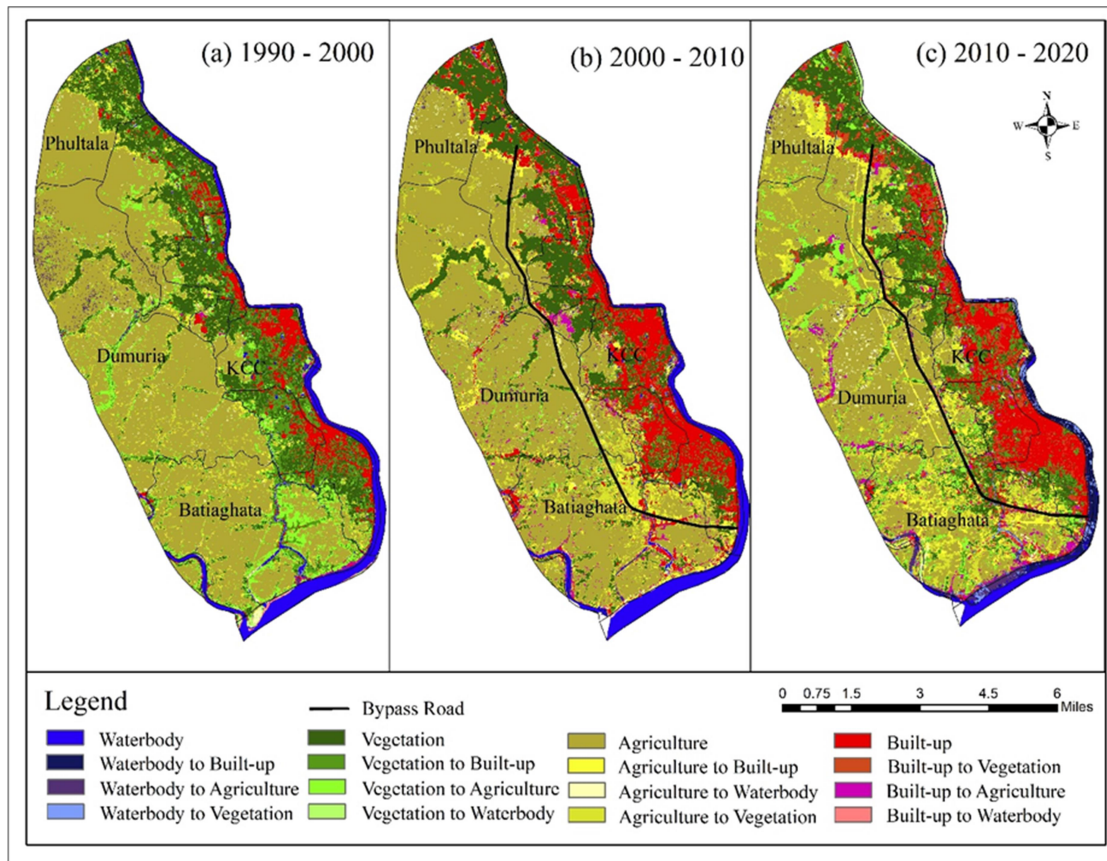 (a) 1990 - 2000
(b) 2000 - 2010
(c) 2010 - 2020
N
W E
S
Phultala
Dumuria
KCC
Batiaghata
Phultala
KCC
Dumuria
Batiaghata
Phultala
KCC
Dumuria
Batiaghata
Legend
Bypass Road
0 0.75 1.5 3 4.5 6
Miles
Waterbody
Waterbody to Built-up
Waterbody to Agriculture
Waterbody to Vegetation
Vegetation
Vegetation to Built-up
Vegetation to Agriculture
Vegetation to Waterbody
Agriculture
Agriculture to Built-up
Agriculture to Waterbody
Agriculture to Vegetation
Built-up
Built-up to Vegetation
Built-up to Agriculture
Built-up to Waterbody